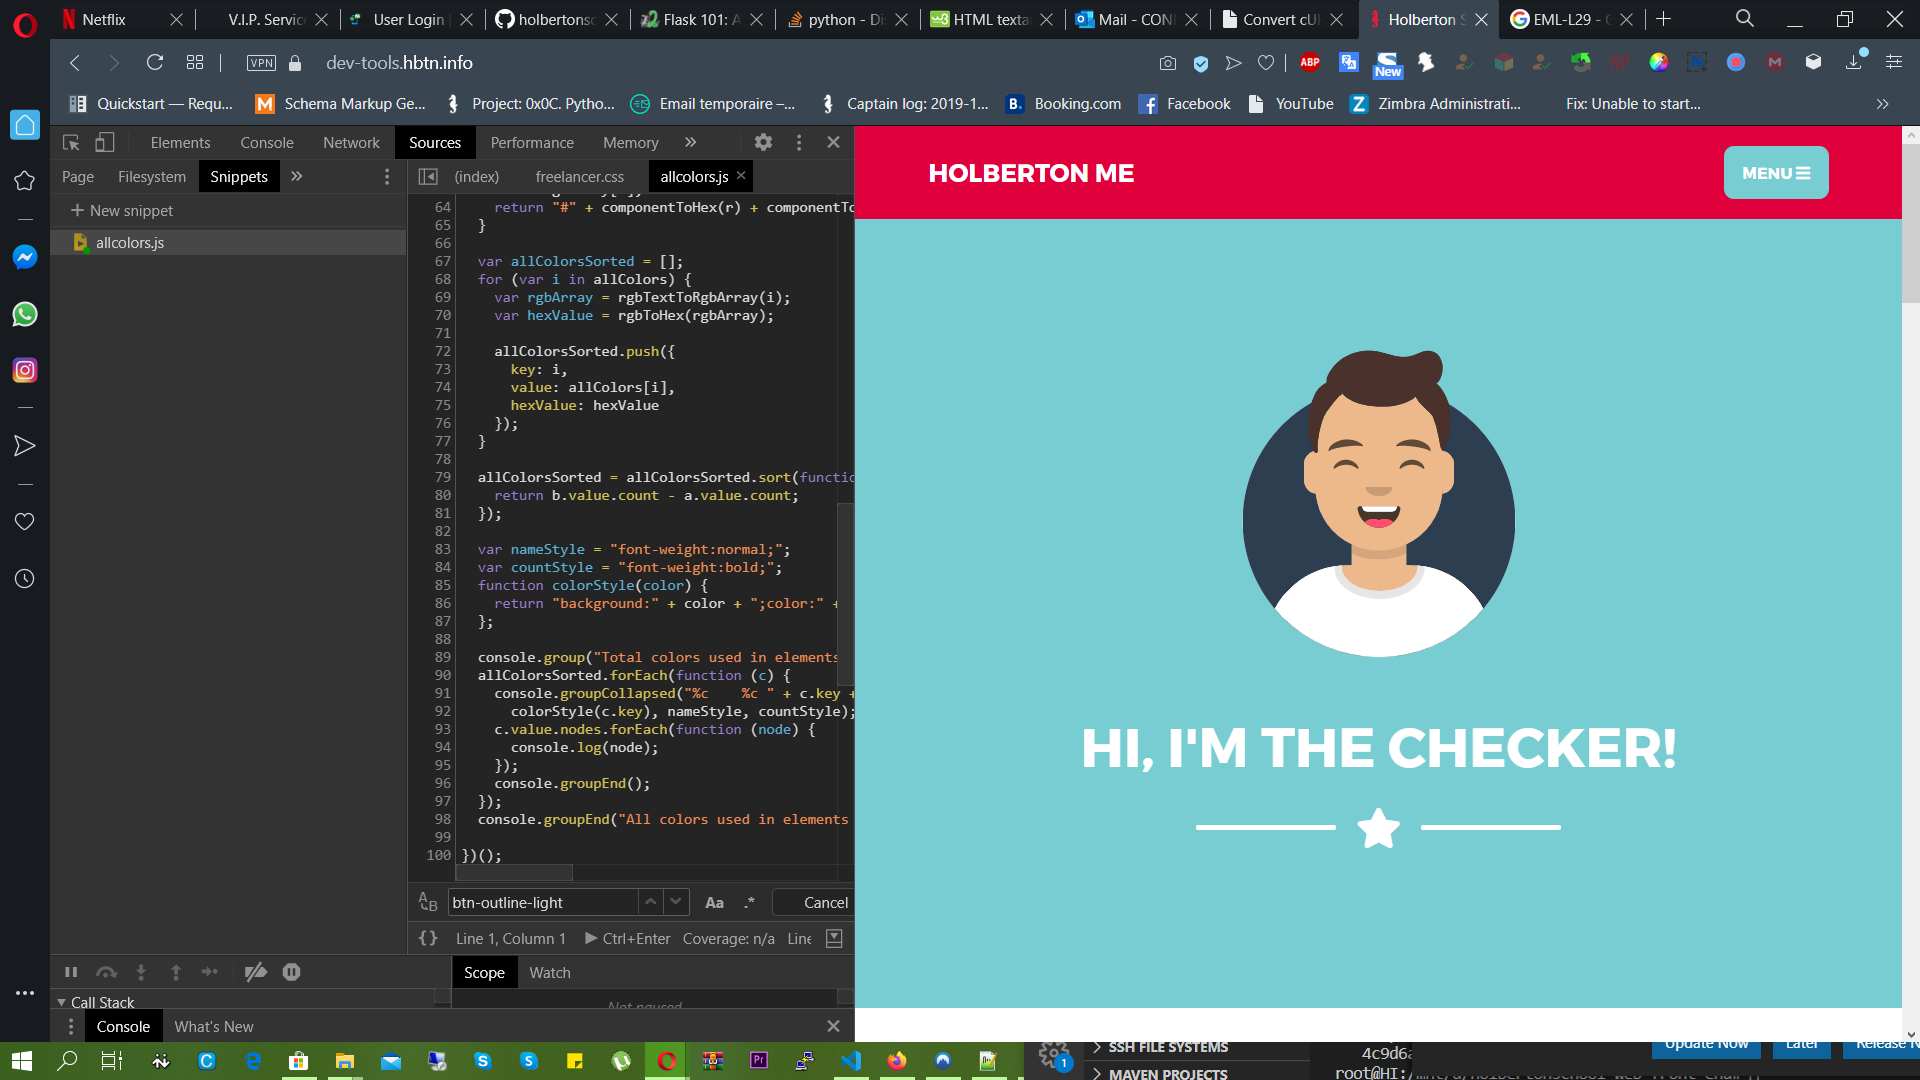 Netflix
V.I.P. Servic
User Login
holbertonsc
Flask 101: A
python - Di
HTML texta
Mail - CONI
Convert cUR
Holberton S
EML-L29 - C
VPN
dev-tools.hbtn.info
ABP
New
Quickstart — Requ...
Schema Markup Ge...
Project: 0x0C. Pytho...
Email temporaire –...
Captain log: 2019-1...
Booking.com
Facebook
YouTube
Zimbra Administrati...
Fix: Unable to start...
Elements
Console
Network
Sources
Performance
Memory
Page
Filesystem
Snippets
(index)
freelancer.css
allcolors.js
New snippet
allcolors.js
64 return "#" + componentToHex(r) + componentTo
65 }
66
67 var allColorsSorted = [];
68 for (var i in allColors) {
69 var rgbArray = rgbTextToRgbArray(i);
70 var hexValue = rgbToHex(rgbArray);
71
72 allColorsSorted.push({
73 key: i,
74 value: allColors[i],
75 hexValue: hexValue
76 });
77 }
78
79 allColorsSorted = allColorsSorted.sort(functio
80 return b.value.count - a.value.count;
81 });
82
83 var nameStyle = "font-weight:normal;";
84 var countStyle = "font-weight:bold;";
85 function colorStyle(color) {
86 return "background:" + color + ";color:" +
87 };
88
89 console.group("Total colors used in elements
90 allColorsSorted.forEach(function (c) {
91 console.groupCollapsed("%c    %c " + c.key +
92 colorStyle(c.key), nameStyle, countStyle);
93 c.value.nodes.forEach(function (node) {
94 console.log(node);
95 });
96 console.groupEnd();
97 });
98 console.groupEnd("All colors used in elements
99
100 })();
btn-outline-light
Aa
.*
Cancel
{}
Line 1, Column 1
Ctrl+Enter
Coverage: n/a
Line
Scope
Watch
Call Stack
Not paused
Console
What's New
HOLBERTON ME
MENU
HI, I'M THE CHECKER!
SSH FILE SYSTEMS
MAVEN PROJECTS
1
4c9d6a
root@HI:
Update Now
Later
Release N